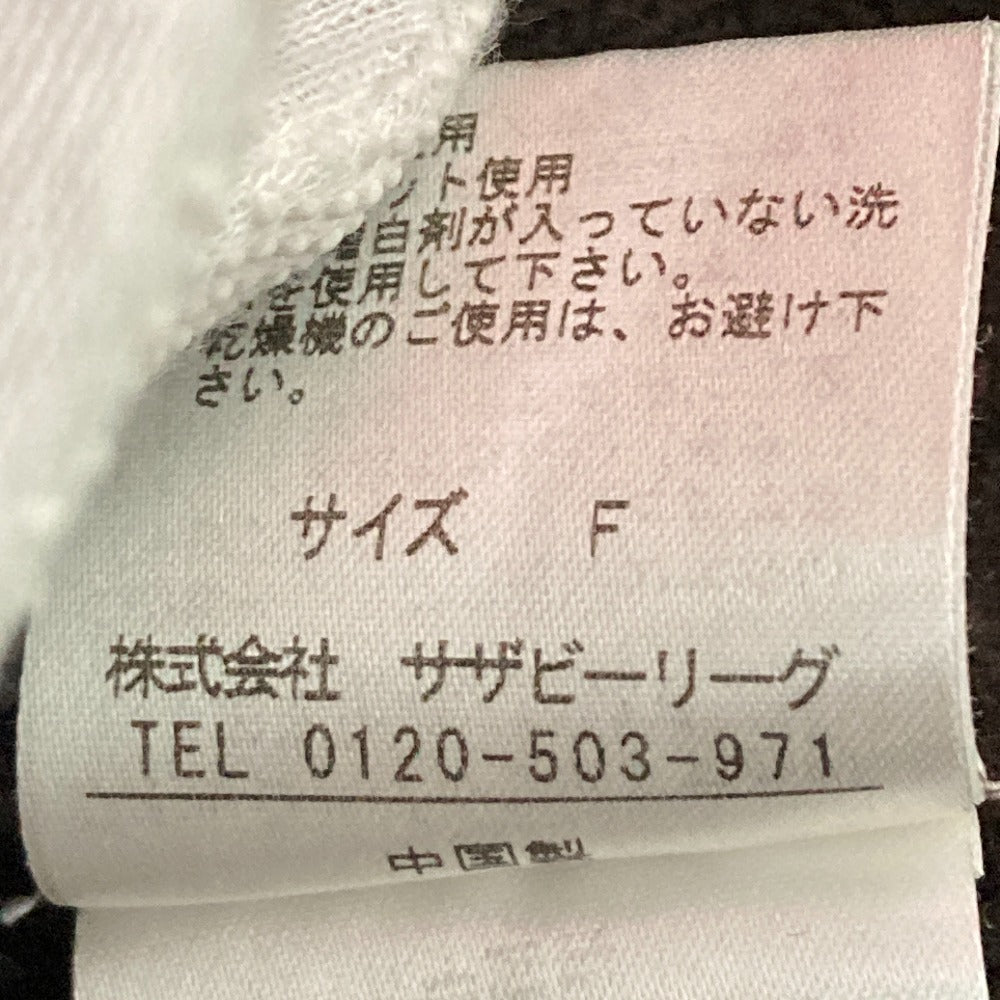 用
ット使用
白剤が入っていない洗
を使用して下さい。
乾燥機のご使用は、お避け下
さい。
サイズ F
株式会社 サザビーリーグ
TEL 0120-503-971
中国製